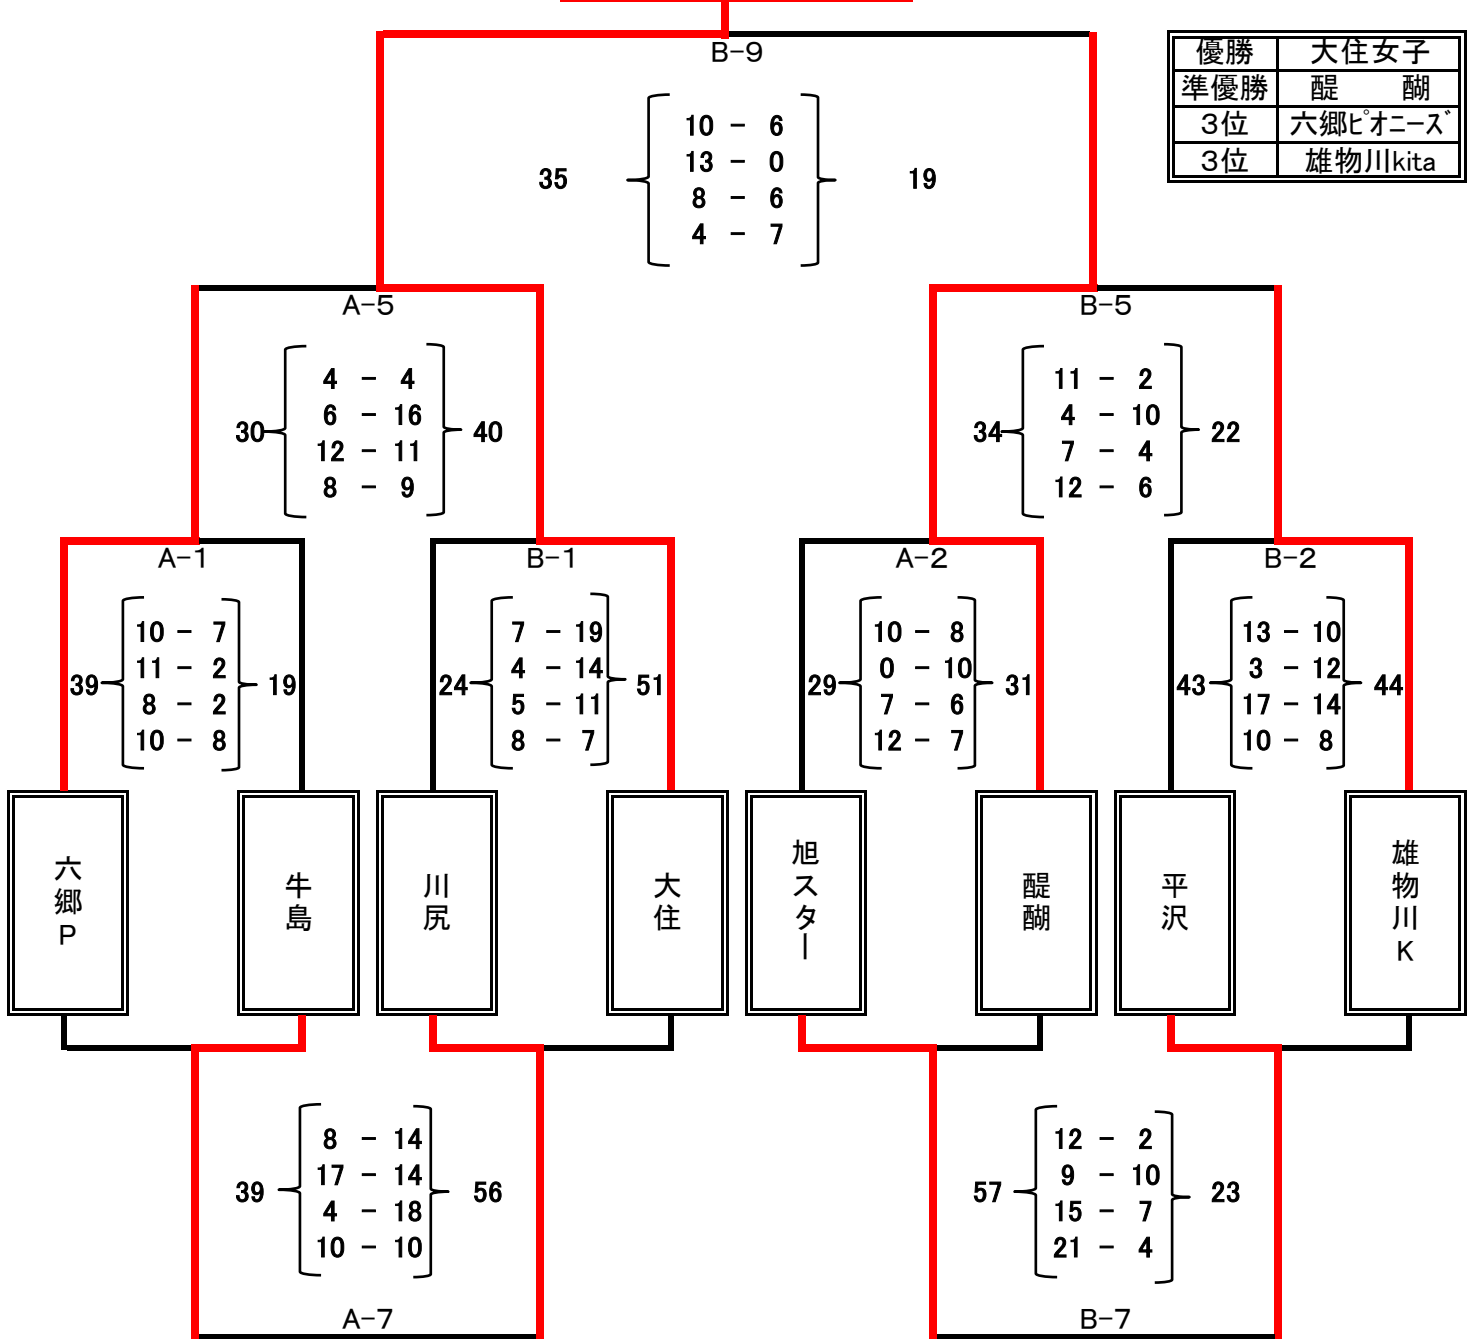 B-9
優勝 大住女子
準優勝 醍 醐
3位 六郷ﾋﾟｵﾆｰｽﾞ
3位 雄物川kita
10 - 6
13 - 0
35 8 - 6 19
4 - 7
A-5 B-5
4 - 4 11 - 2
6 - 16 4 - 10
30 12 - 11 40 34 7 - 4 22
8 - 9 12 - 6
A-1 B-1 A-2 B-2
10 - 7 7 - 19 10 - 8 13 - 10
11 - 2 4 - 14 0 - 10 3 - 12
39 8 - 2 19 24 5 - 11 51 29 7 - 6 31 43 17 - 14 44
10 - 8 8 - 7 12 - 7 10 - 8
六郷P
牛島
川尻
大住
旭スター
醍醐
平沢
雄物川K
8 - 14 12 - 2
17 - 14 9 - 10
39 4 - 18 56 57 15 - 7 23
10 - 10 21 - 4
A-7 B-7